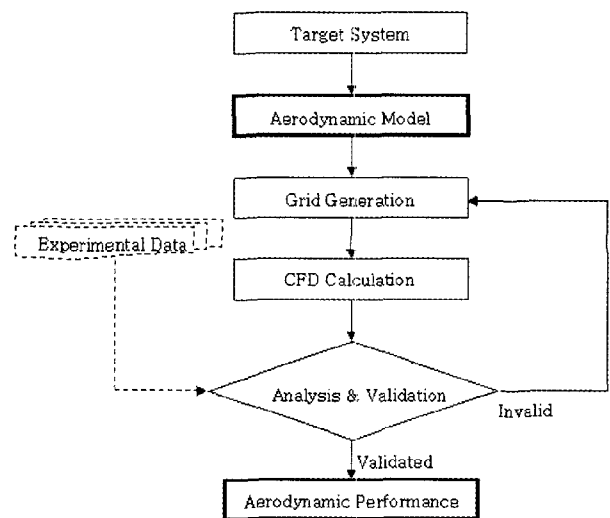 Target System
Aerodynamic Model
Grid Generation
Experimental Data
CFD Calculation
Analysis & Validation
Invalid
Validated
Aerodynamic Performance